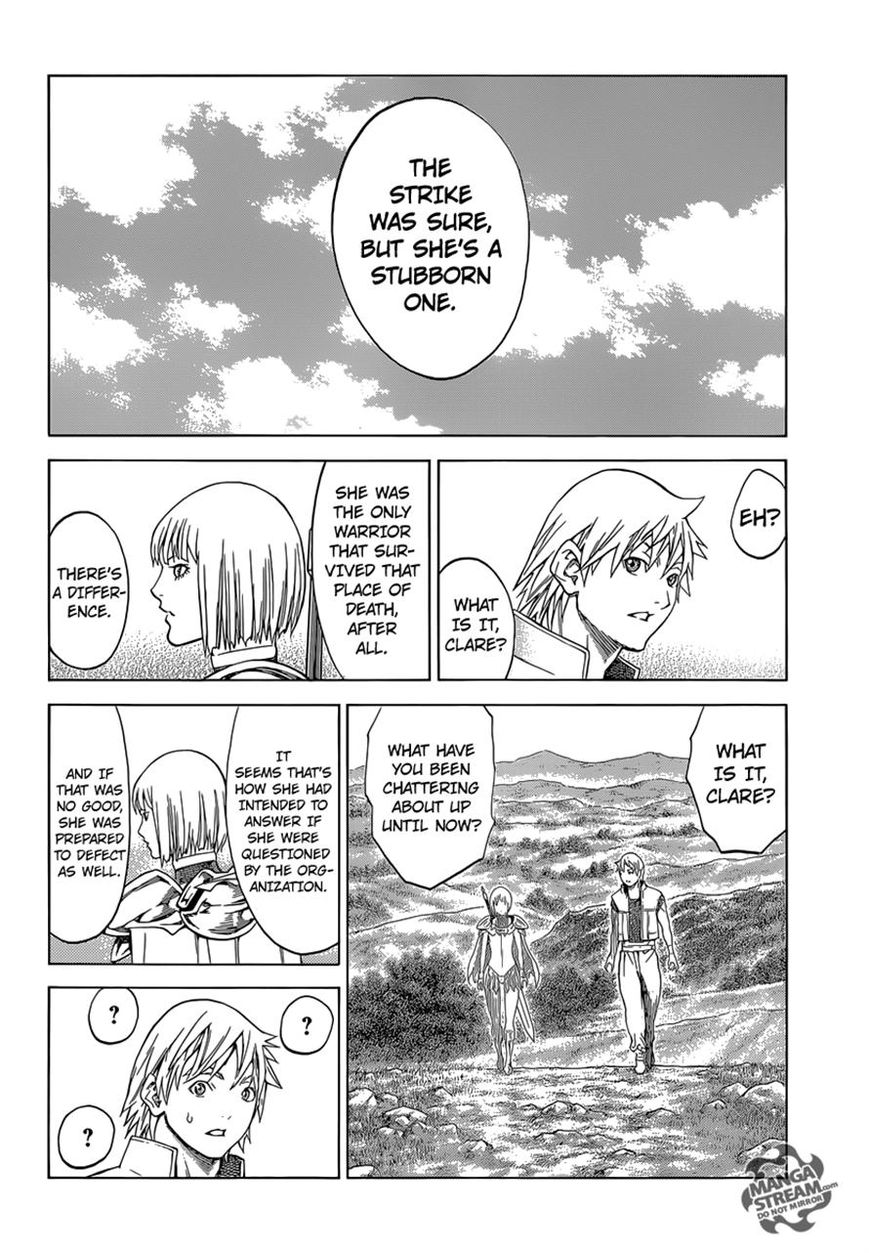 THE
STRIKE
WAS SURE,
BUT SHE'S A
STUBBORN
ONE.
EH?
WHAT
IS IT,
CLARE?
SHE WAS
THE ONLY
WARRIOR
THAT SUR-
VIVED THAT
PLACE OF
DEATH,
AFTER
ALL.
THERE'S
A DIFFER-
ENCE.
WHAT
IS IT,
CLARE?
WHAT HAVE
YOU BEEN
CHATTERING
ABOUT UP
UNTIL NOW?
IT
SEEMS THAT'S
HOW SHE HAD
INTENDED TO
ANSWER IF
SHE WERE
QUESTIONED
BY THE ORG-
ANIZATION.
AND IF
THAT WAS
NO GOOD,
SHE WAS
PREPARED
TO DEFECT
AS WELL.
?
?
?
MANGA
STREAM.com
DO NOT MIRROR